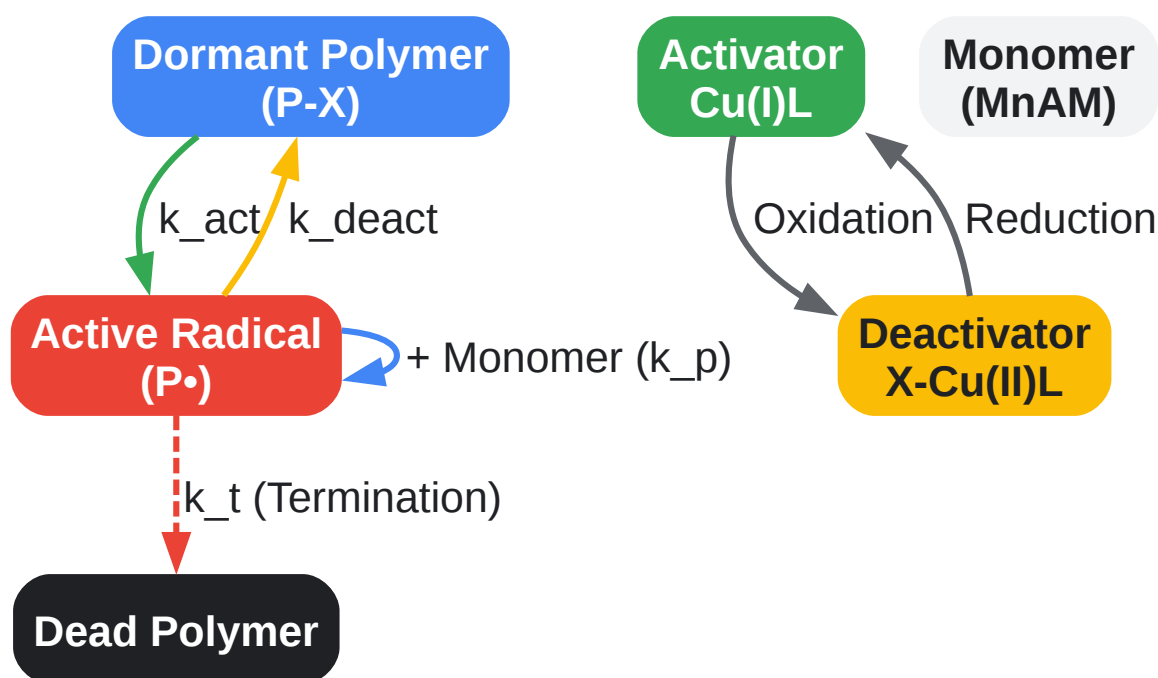 Dormant Polymer
(P-X)
Activator
Cu(I)L
Monomer
(MnAM)
k_act
k_deact
Oxidation
Reduction
Active Radical
(P•)
+ Monomer (k_p)
Deactivator
X-Cu(II)L
k_t (Termination)
Dead Polymer